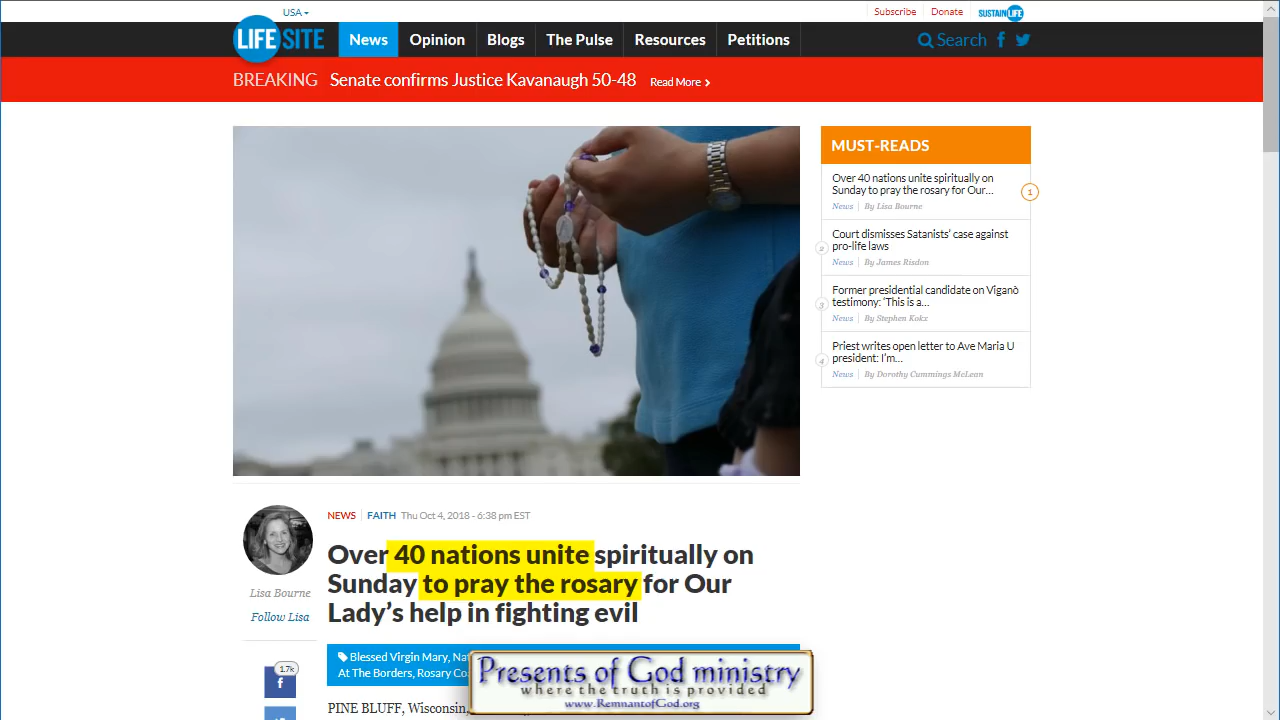 USA
Subscribe Donate SUSTAINLIFE
LIFESITE News Opinion Blogs The Pulse Resources Petitions Search
BREAKING Senate confirms Justice Kavanaugh 50-48 Read More
MUST-READS
Over 40 nations unite spiritually on
Sunday to pray the rosary for Our...
1
News By Lisa Bourne
Court dismisses Satanists' case against
pro-life laws
2
News By James Risdon
Former presidential candidate on Viganò
testimony: 'This is a...
3
News By Stephen Kokx
Priest writes open letter to Ave Maria U
president: I'm...
4
News By Dorothy Cummings McLean
NEWS FAITH Thu Oct 4, 2018 - 6:38 pm EST
Over 40 nations unite spiritually on
Sunday to pray the rosary for Our
Lady's help in fighting evil
Lisa Bourne
Follow Lisa
1.7k
f
Blessed Virgin Mary,
At The Borders, Rosary
PINE BLUFF, Wisconsin,
Presents of God ministry
where the truth is provided
www.RemnantofGod.org